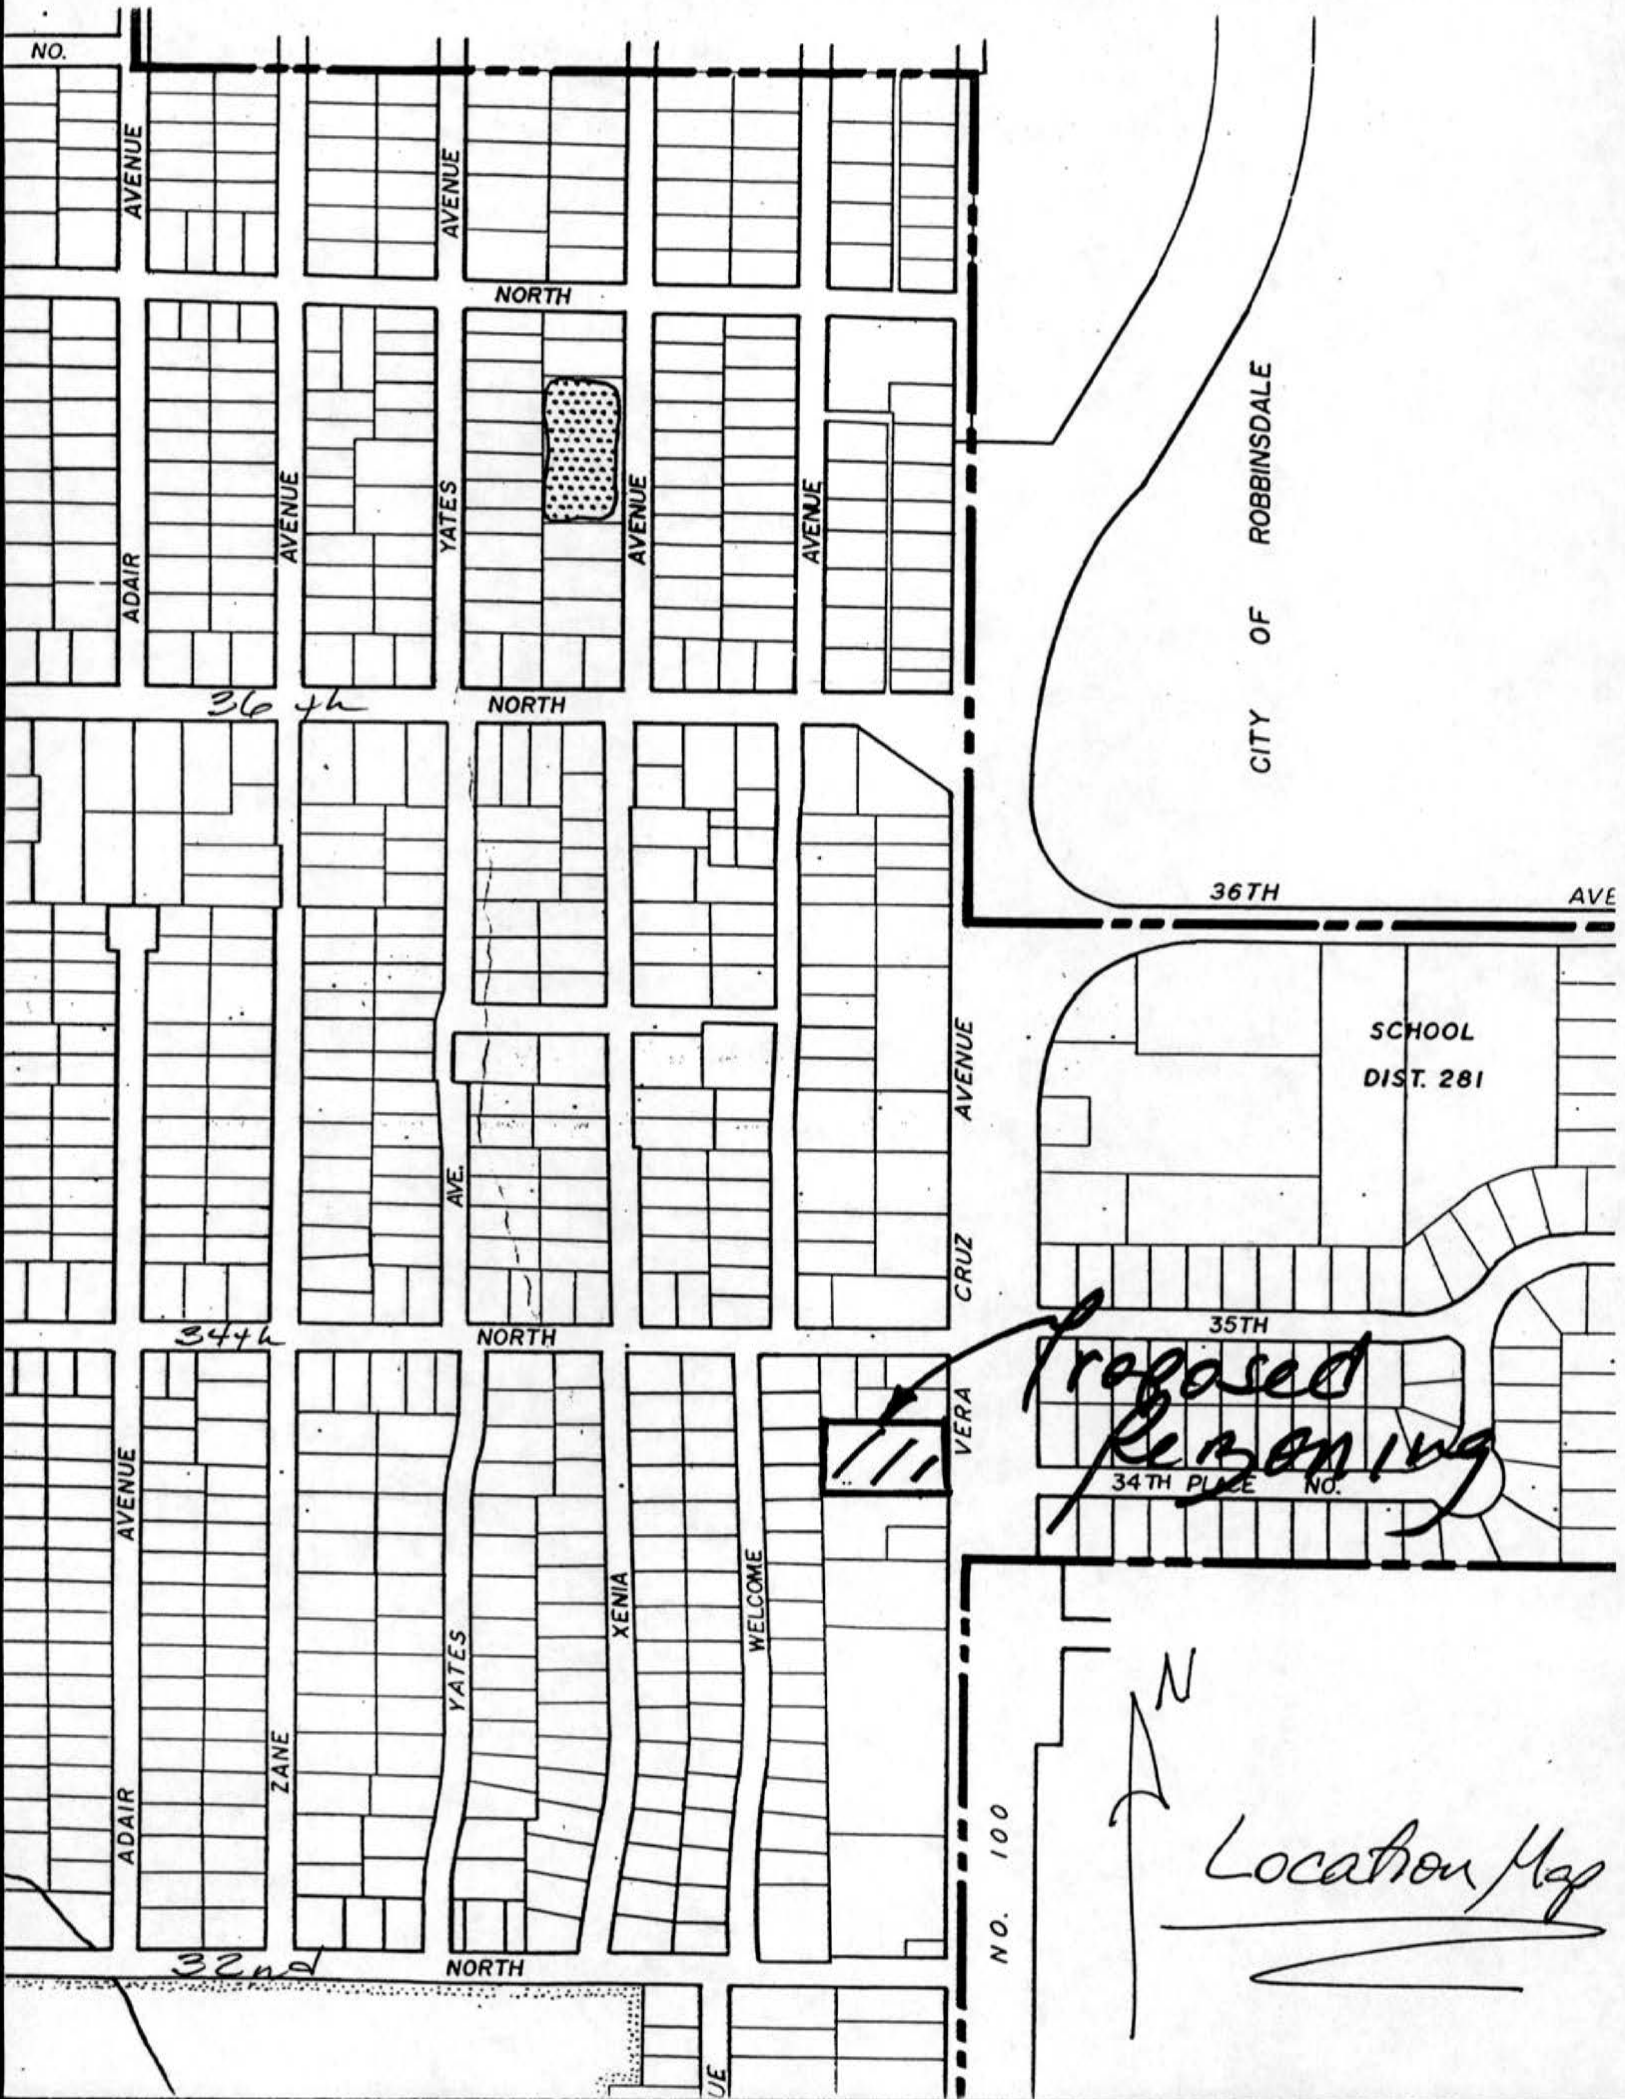 NO.
AVENUE
AVENUE
NORTH
AVENUE
YATES
AVENUE
AVENUE
ADAIR
CITY OF ROBBINSDALE
36th
NORTH
36TH AVE
SCHOOL
DIST. 281
AVENUE
AVE.
CRUZ
34th
NORTH
35TH
Proposed
Rezoning
VERA
34TH PLACE NO.
AVENUE
XENIA
WELCOME
YATES
ZANE
ADAIR
N
NO. 100
Location Map
32nd
NORTH
UE